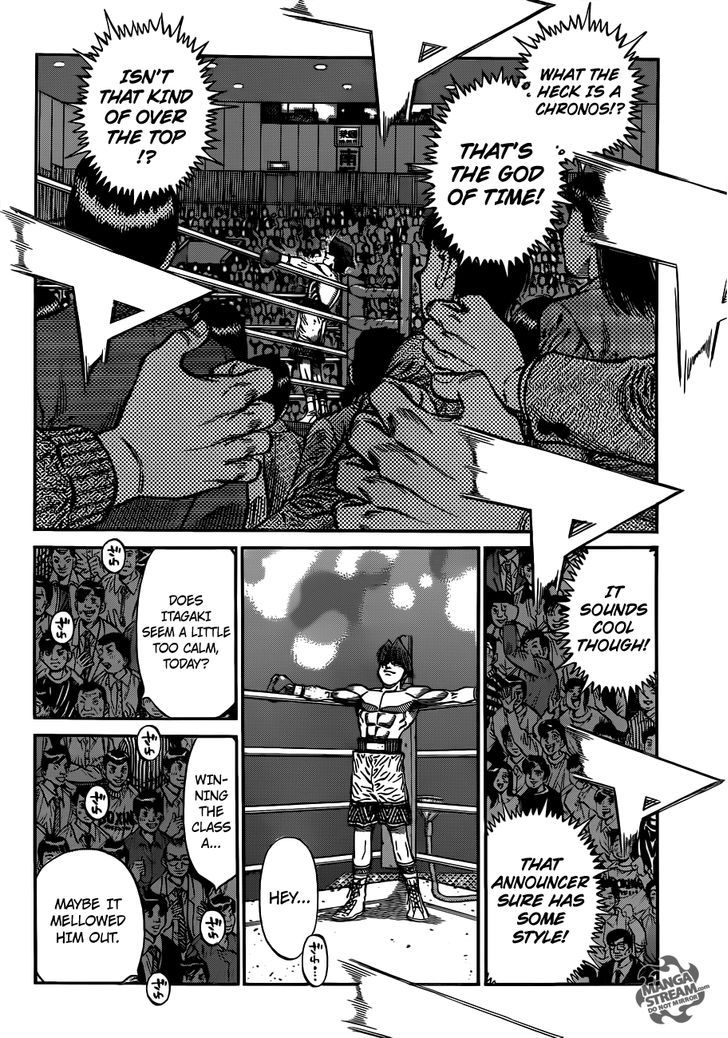 WHAT THE
HECK IS A
CHRONOS!?
THAT'S
THE GOD
OF TIME!
ISN'T
THAT KIND
OF OVER
THE TOP
!?
南
IT
SOUNDS
COOL
THOUGH!
THAT
ANNOUNCER
SURE HAS
SOME
STYLE!
HEY...
DOES
ITAGAKI
SEEM A LITTLE
TOO CALM,
TODAY?
WIN-
NING
THE
CLASS
A...
MAYBE IT
MELLOWED
HIM OUT.
MANGA
STREAM.com
DO NOT MIRROR